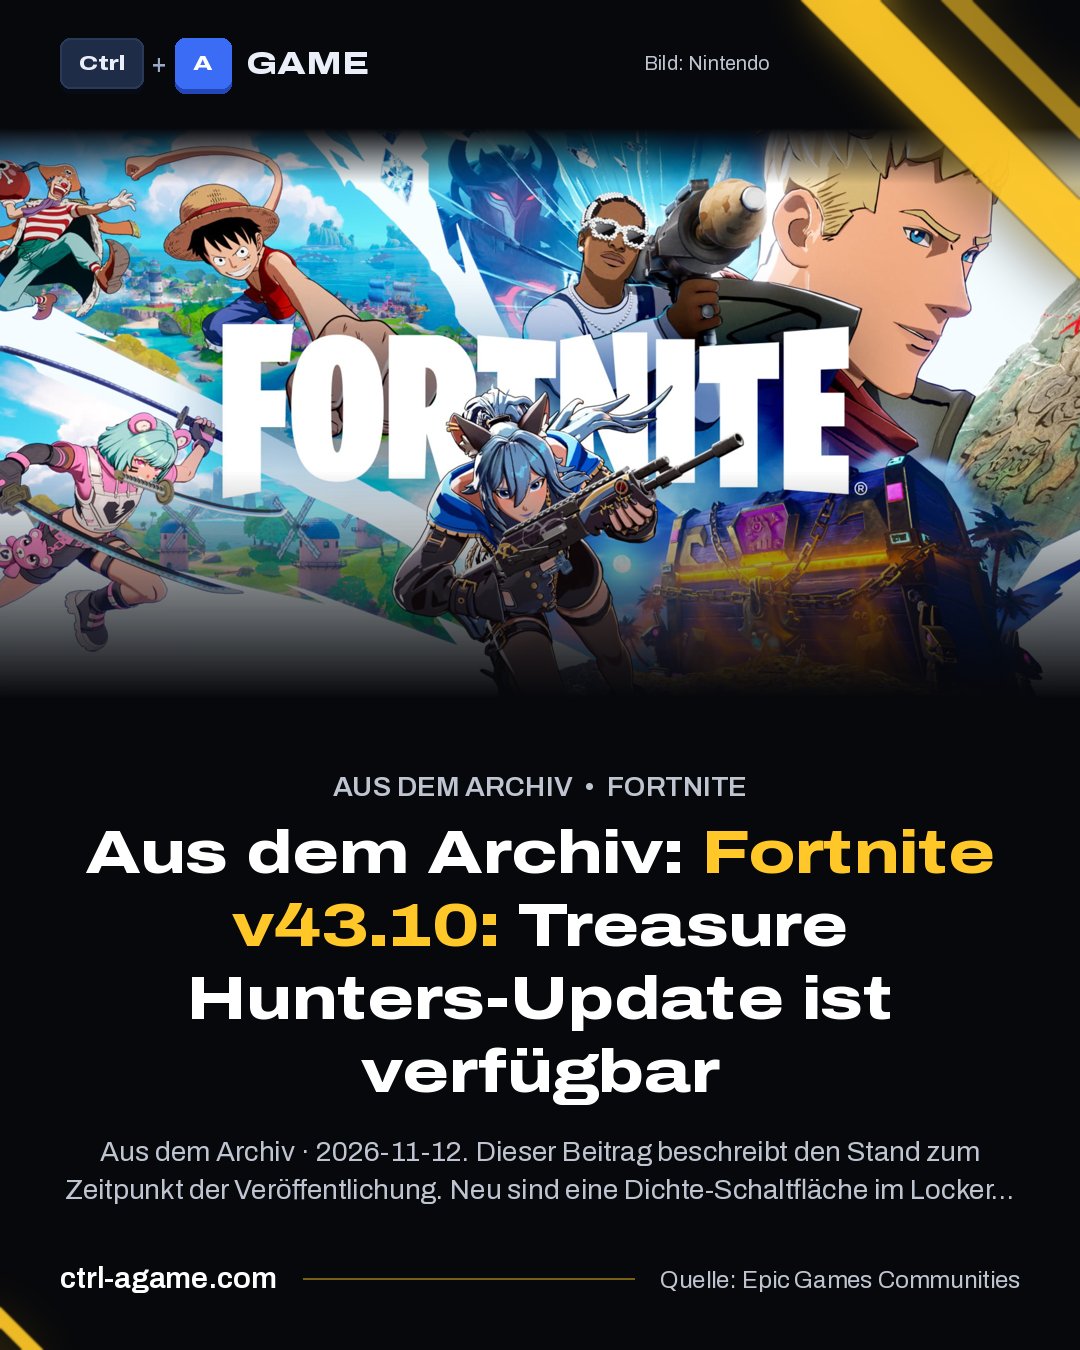 Ctrl + A GAME
Bild: Nintendo
FORTNITE
®
AUS DEM ARCHIV • FORTNITE
Aus dem Archiv: Fortnite
v43.10: Treasure
Hunters-Update ist
verfügbar
Aus dem Archiv · 2026-11-12. Dieser Beitrag beschreibt den Stand zum
Zeitpunkt der Veröffentlichung. Neu sind eine Dichte-Schaltfläche im Locker...
ctrl-agame.com
Quelle: Epic Games Communities